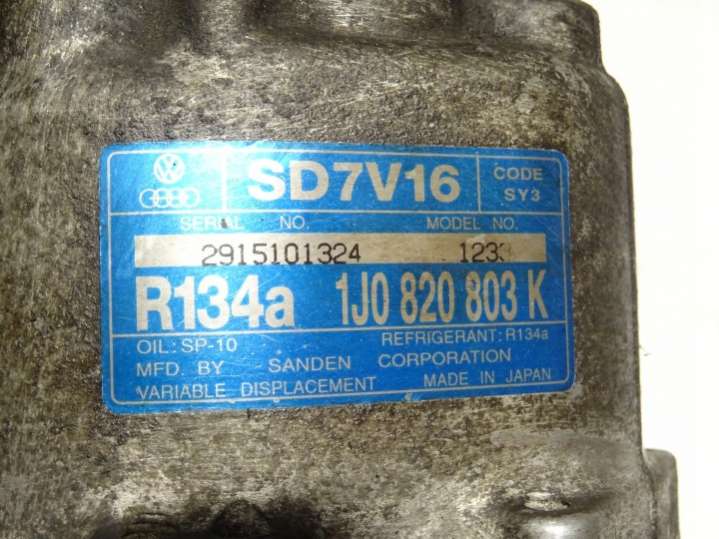 SD7V16
CODE
SY3
SERIAL NO. MODEL NO.
2915101324
R134a 1J0 820 803 K
OIL: SP-10 REFRIGERANT: R134a
MFD. BY SANDEN CORPORATION
VARIABLE DISPLACEMENT MADE IN JAPAN